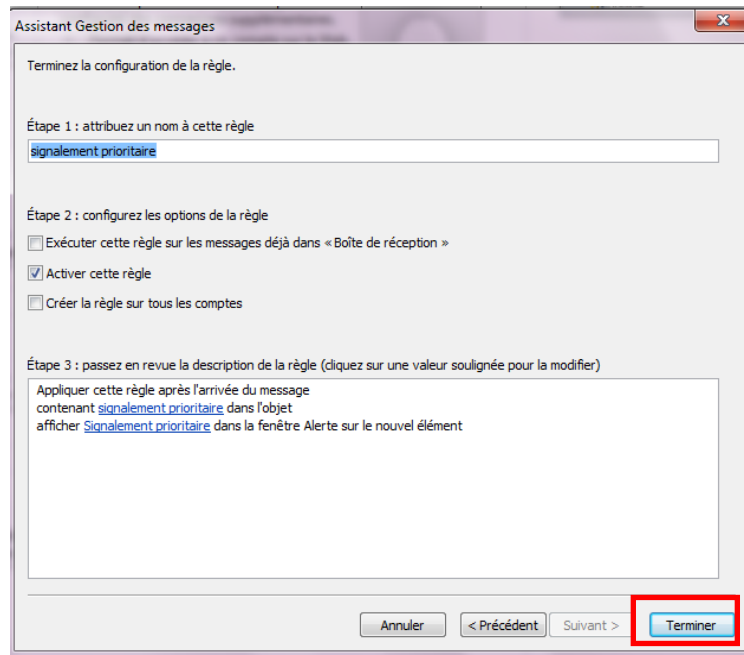 Assistant Gestion des messages
Terminez la configuration de la règle.
Étape 1 : attribuez un nom à cette règle
signalement prioritaire
Étape 2 : configurez les options de la règle
Exécuter cette règle sur les messages déjà dans « Boîte de réception »
Activer cette règle
Créer la règle sur tous les comptes
Étape 3 : passez en revue la description de la règle (cliquez sur une valeur soulignée pour la modifier)
Appliquer cette règle après l'arrivée du message
contenant signalement prioritaire dans l'objet
afficher Signalement prioritaire dans la fenêtre Alerte sur le nouvel élément
Annuler < Précédent Suivant > Terminer